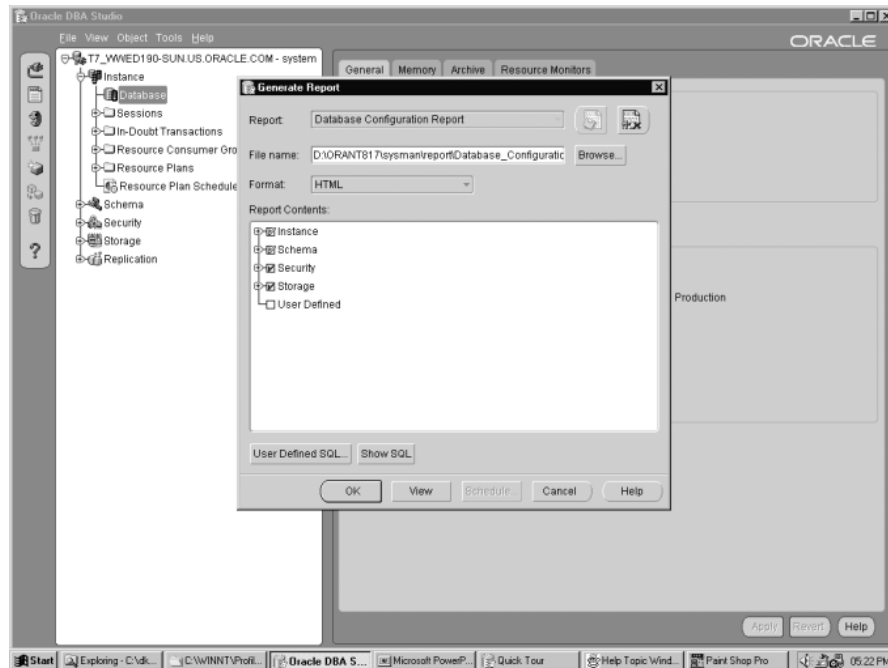 Oracle DBA Studio
File View Object Tools Help
ORACLE
T7_WWED190-SUN.US.ORACLE.COM - system
Instance
Database
Sessions
In-Doubt Transactions
Resource Consumer Gro
Resource Plans
Resource Plan Schedule
Schema
Security
Storage
Replication
General Memory Archive Resource Monitors
Generate Report
Report: Database Configuration Report
File name: D:\ORANT817\sysman\report\Database_Configuratic Browse...
Format: HTML
Report Contents:
Instance
Schema
Security
Storage
User Defined
Production
User Defined SQL... Show SQL
OK View Schedule... Cancel Help
Apply Revert Help
Start Exploring - C:\dk... C:\WINNT\Profil... Oracle DBA S... Microsoft PowerP... Quick Tour Help Topic Wind... Paint Shop Pro 05:22 PM